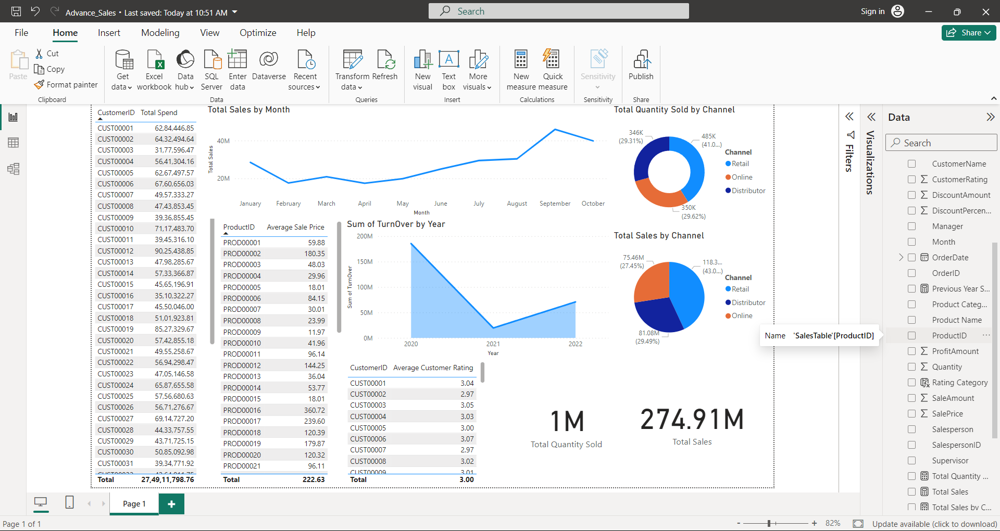 Advance_Sales • Last saved: Today at 10:51 AM
Search
Sign in
File Home Insert Modeling View Optimize Help
Share
Paste
Cut
Copy
Format painter
Clipboard
Get data
Excel workbook
Data hub
SQL Server
Enter data
Dataverse
Recent sources
Data
Transform data
Refresh
Queries
New visual
Text box
More visuals
Insert
New measure
Quick measure
Calculations
Sensitivity
Sensitivity
Publish
Share
CustomerID Total Spend
CUST00001 62,84,446.85
CUST00002 64,32,494.64
CUST00003 31,77,596.47
CUST00004 56,41,304.16
CUST00005 62,67,497.57
CUST00006 67,60,656.03
CUST00007 49,57,333.27
CUST00008 47,43,853.45
CUST00009 39,36,855.45
CUST00010 71,17,483.70
CUST00011 39,45,316.10
CUST00012 90,25,438.85
CUST00013 47,98,285.67
CUST00014 57,33,366.87
CUST00015 45,65,196.91
CUST00016 35,10,322.27
CUST00017 45,50,046.00
CUST00018 51,01,923.81
CUST00019 85,27,329.67
CUST00020 57,42,855.18
CUST00021 49,55,258.67
CUST00022 56,94,298.47
CUST00023 47,05,146.58
CUST00024 65,87,655.58
CUST00025 57,56,680.63
CUST00026 56,71,276.67
CUST00027 69,14,727.20
CUST00028 44,33,757.55
CUST00029 43,71,725.15
CUST00030 50,85,092.98
CUST00031 39,34,771.92
Total 27,49,11,798.76
Total Sales by Month
Total Sales
40M
20M
January February March April May June July August September October
Month
ProductID Average Sale Price
PROD00001 59.88
PROD00002 180.35
PROD00003 48.03
PROD00004 29.96
PROD00005 18.01
PROD00006 84.15
PROD00007 30.01
PROD00008 23.99
PROD00009 11.97
PROD00010 41.96
PROD00011 96.14
PROD00012 144.25
PROD00013 36.04
PROD00014 53.77
PROD00015 18.01
PROD00016 360.72
PROD00017 239.60
PROD00018 120.39
PROD00019 179.87
PROD00020 120.32
PROD00021 96.11
Total 222.63
Sum of TurnOver by Year
Sum of TurnOver
200M
150M
100M
50M
0M
2020 2021 2022
Year
CustomerID Average Customer Rating
CUST00001 3.04
CUST00002 2.97
CUST00003 3.05
CUST00004 3.03
CUST00005 3.00
CUST00006 3.07
CUST00007 2.97
CUST00008 3.02
CUST00009 3.01
Total 3.00
Total Quantity Sold by Channel
346K
(29.31%)
485K
(41.0...)
350K
(29.62%)
Channel
Retail
Online
Distributor
Total Sales by Channel
75.46M
(27.45%)
118.3...
(43.0...)
81.08M
(29.49%)
Channel
Retail
Distributor
Online
1M
Total Quantity Sold
274.91M
Total Sales
Name 'SalesTable'[ProductID]
Filters
Visualizations
Data
Search
CustomerName
CustomerRating
DiscountAmount
DiscountPercen...
Manager
Month
OrderDate
OrderID
Previous Year S...
Product Categ...
Product Name
ProductID ...
ProfitAmount
Quantity
Rating Category
SaleAmount
SalePrice
Salesperson
SalespersonID
Supervisor
Total Quantity ...
Total Sales
Total Sales by C...
Page 1
+
Page 1 of 1
- + 82%
Update available (click to download)